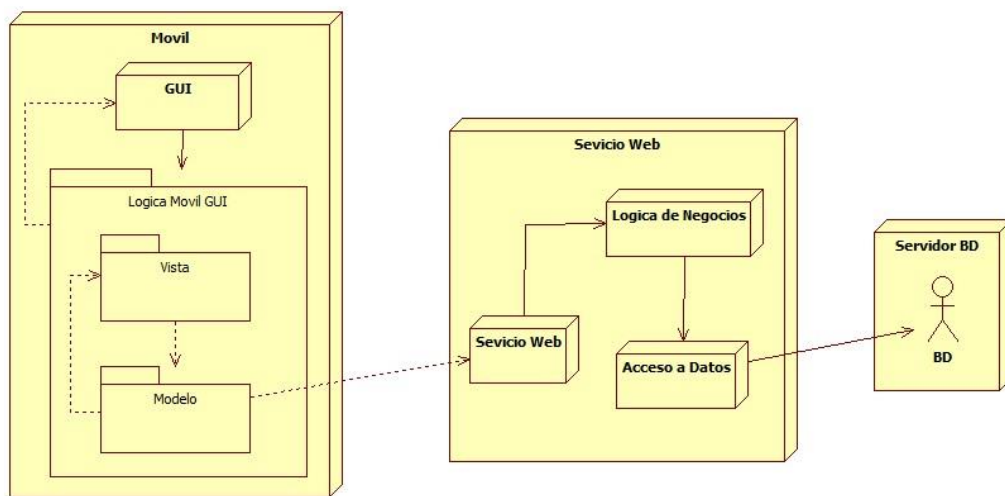 Movil
GUI
Logica Movil GUI
Vista
Modelo
Sevicio Web
Logica de Negocios
Sevicio Web
Acceso a Datos
Servidor BD
BD